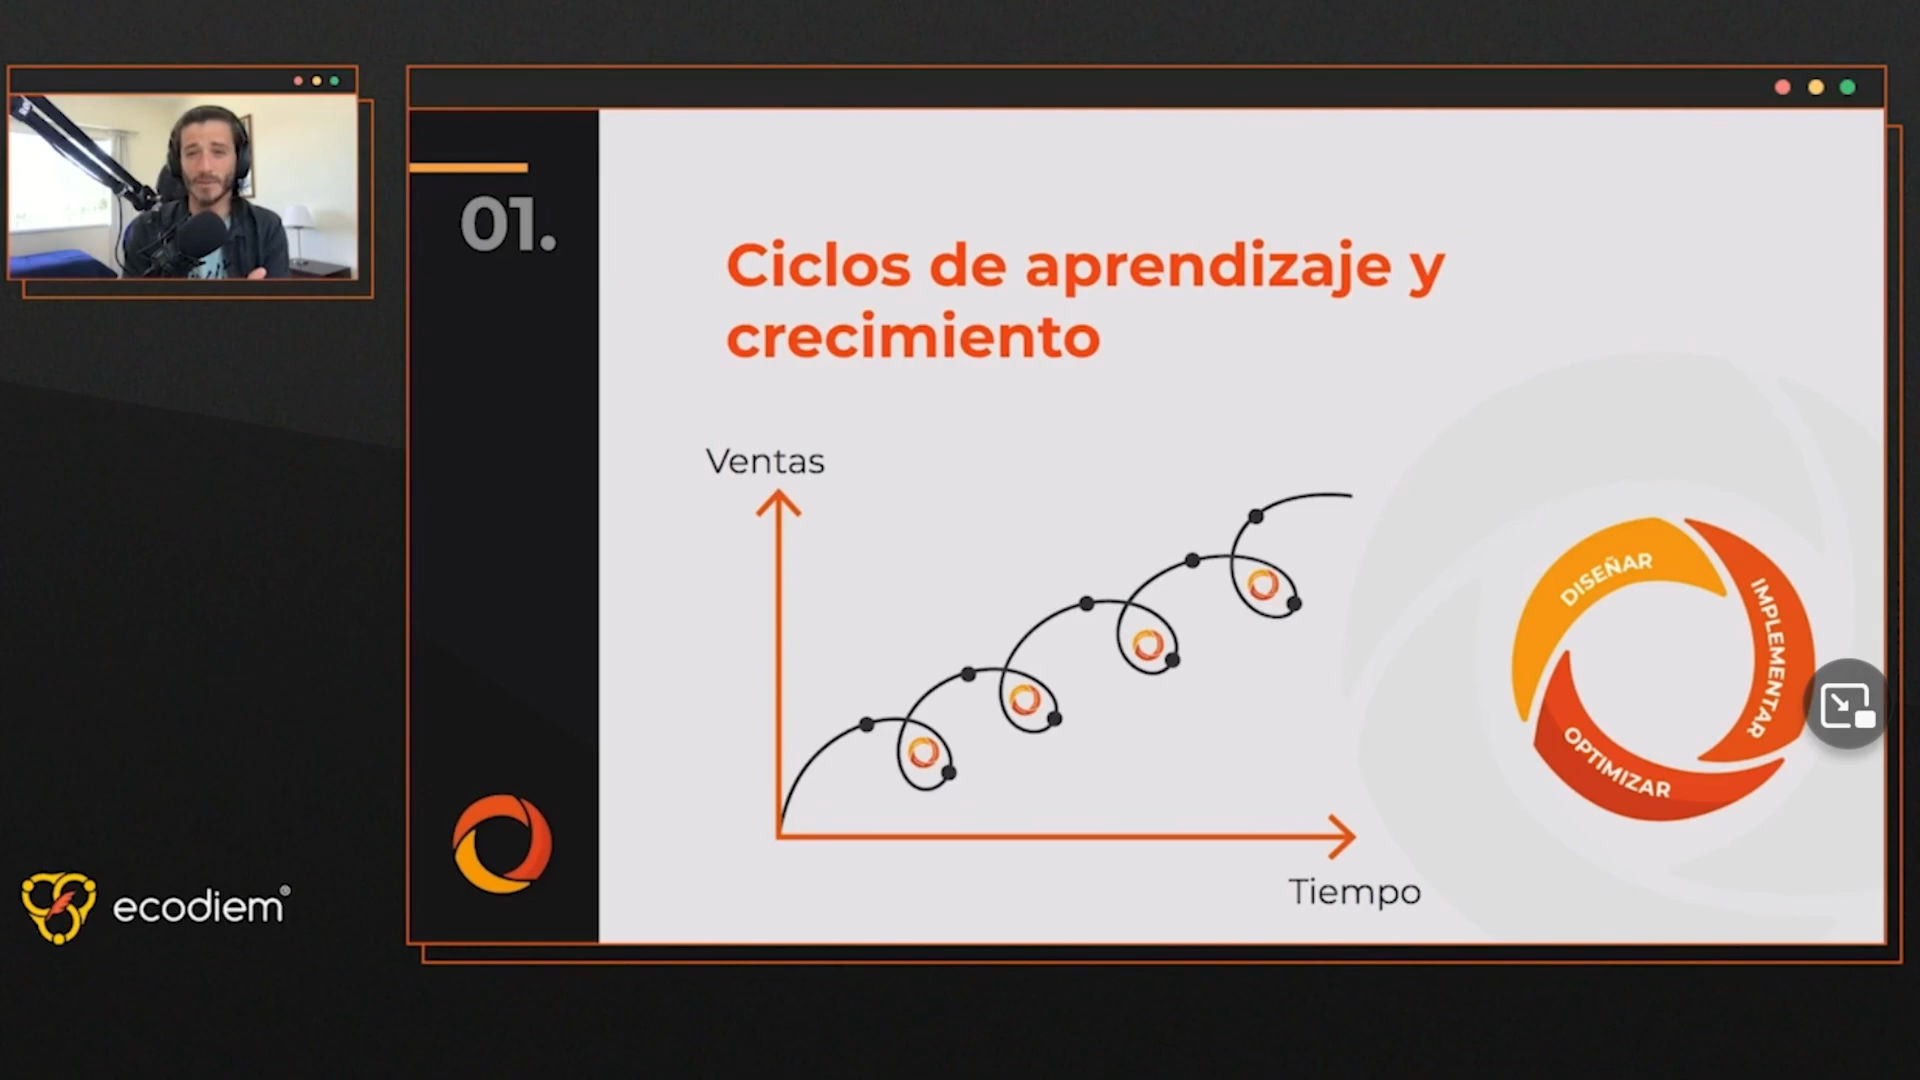 01.
Ciclos de aprendizaje y
crecimiento
Ventas
Tiempo
DISEÑAR
IMPLEMENTAR
OPTIMIZAR
ecodiem®